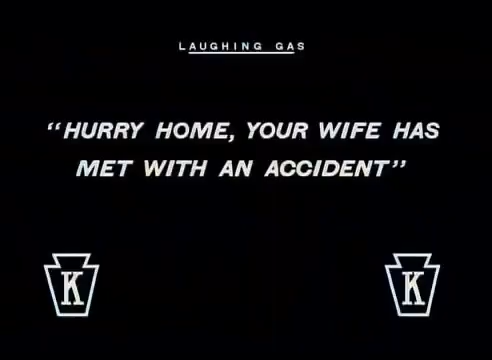 LAUGHING GAS
“HURRY HOME, YOUR WIFE HAS
MET WITH AN ACCIDENT”
K K